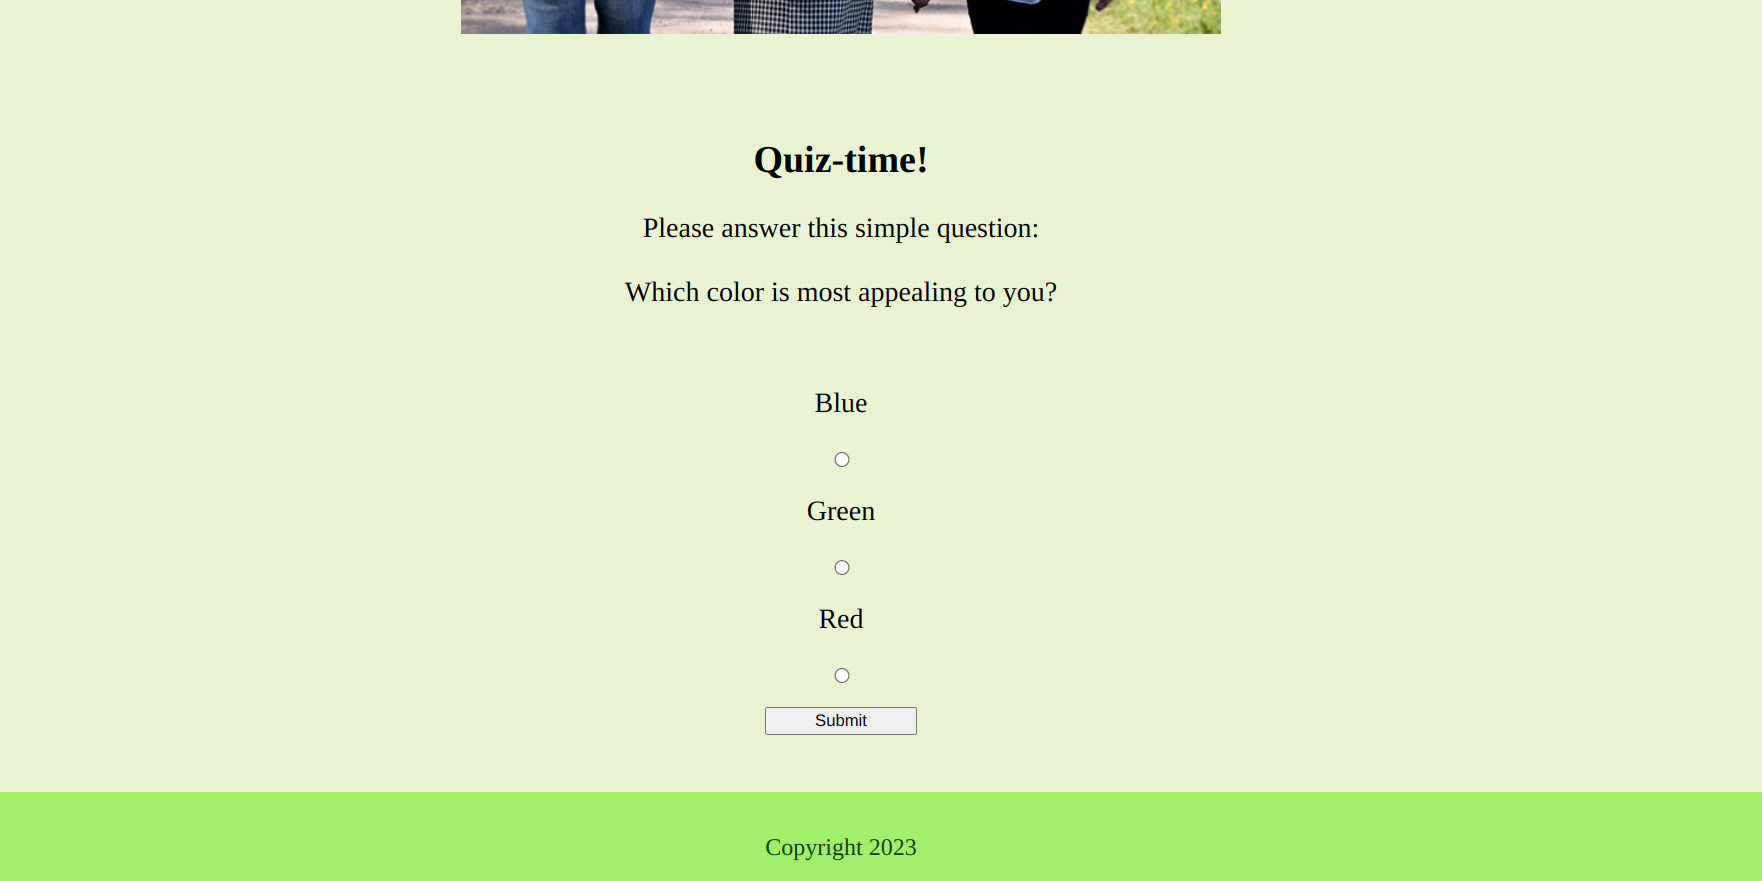 Quiz-time!
Please answer this simple question:
Which color is most appealing to you?
Blue
Green
Red
Submit
Copyright 2023